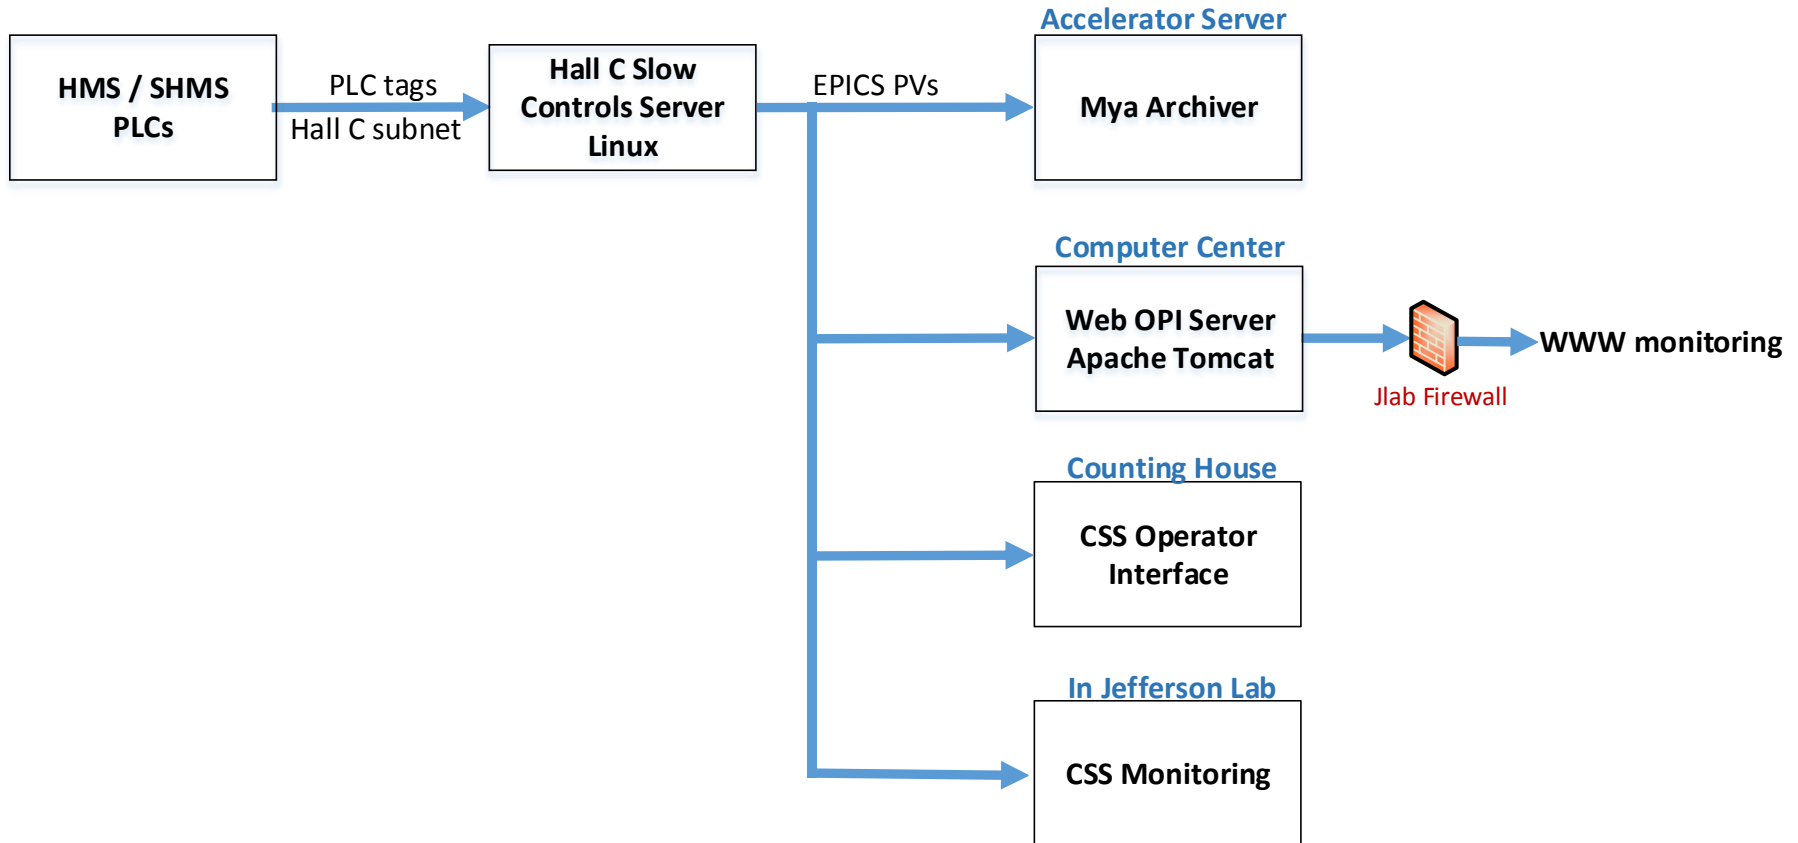 Accelerator Server
HMS / SHMS
PLCs
PLC tags
Hall C subnet
Hall C Slow
Controls Server
Linux
EPICS PVs
Mya Archiver
Computer Center
Web OPI Server
Apache Tomcat
WWW monitoring
Jlab Firewall
Counting House
CSS Operator
Interface
In Jefferson Lab
CSS Monitoring